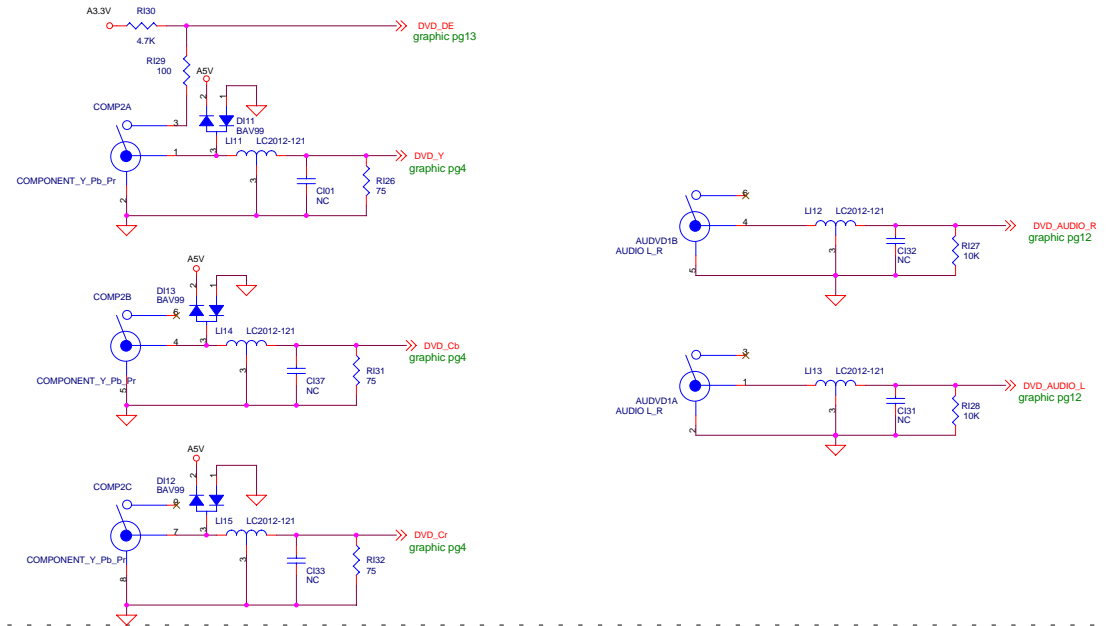 A3.3V
RI30
4.7K
DVD_DE
graphic pg13
RI29
100
A5V
2
1
COMP2A
3
DI11
BAV99
3
LI11
LC2012-121
1
DVD_Y
graphic pg4
COMPONENT_Y_Pb_Pr
2
3
CI01
NC
RI26
75
A5V
2
1
DI13
BAV99
COMP2B
6
3
LI14
LC2012-121
4
DVD_Cb
graphic pg4
COMPONENT_Y_Pb_Pr
5
3
CI37
NC
RI31
75
A5V
2
1
DI12
BAV99
COMP2C
9
3
LI15
LC2012-121
7
DVD_Cr
graphic pg4
COMPONENT_Y_Pb_Pr
8
3
CI33
NC
RI32
75
6
4
LI12
LC2012-121
DVD_AUDIO_R
graphic pg12
AUDVD1B
AUDIO L_R
5
3
CI32
NC
RI27
10K
3
1
LI13
LC2012-121
DVD_AUDIO_L
graphic pg12
AUDVD1A
AUDIO L_R
2
3
CI31
NC
RI28
10K